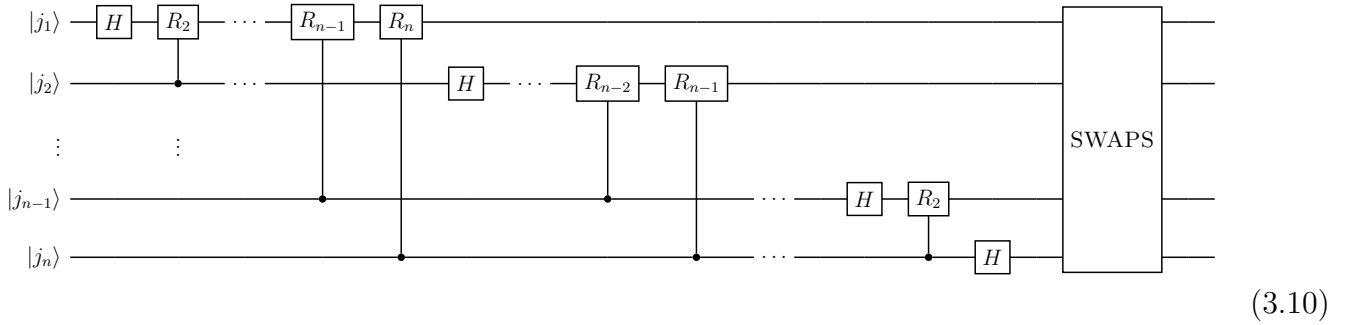 |j₁⟩ H R₂ ⋯ Rₙ₋₁ Rₙ
|j₂⟩ ⋯ H ⋯ Rₙ₋₂ Rₙ₋₁
⋮ ⋮ SWAPS
|jₙ₋₁⟩ ⋯ H R₂
|jₙ⟩ ⋯ H
(3.10)